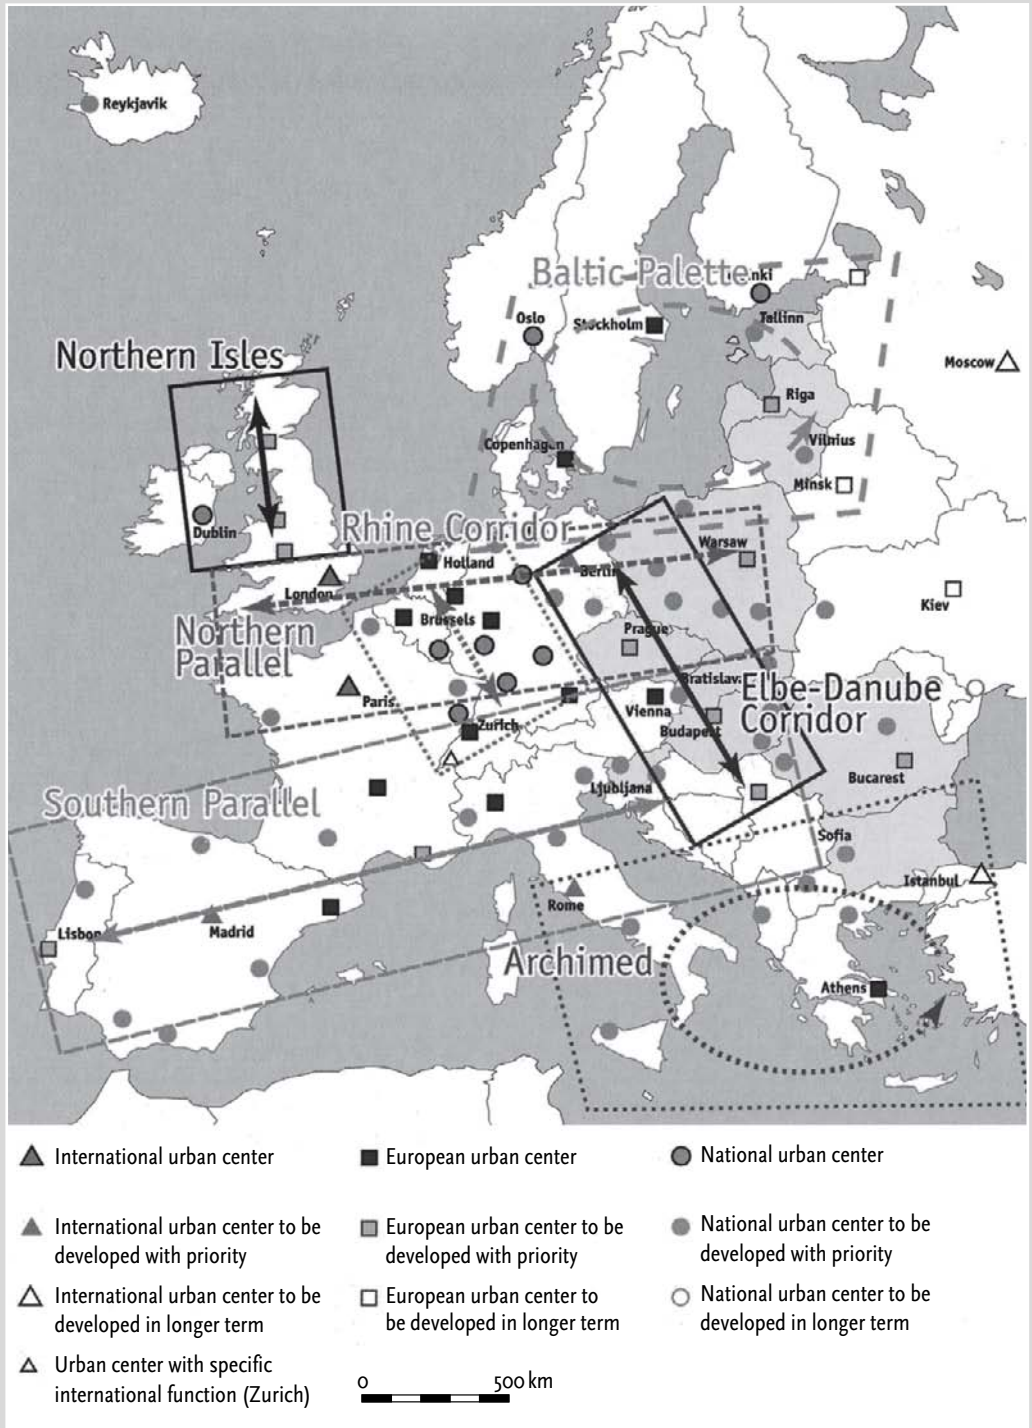 Reykjavik
Baltic Palette
nki
Oslo
Stockholm
Tallinn
Northern Isles
Moscow
Riga
Copenhagen
Vilnius
Minsk
Dublin
Rhine Corridor
Warsaw
Holland
Berlin
London
Kiev
Brussels
Northern
Parallel
Prague
Bratislava
Elbe-Danube
Corridor
Paris
Vienna
Zurich
Budapest
Bucarest
Ljubljana
Southern Parallel
Sofia
Istanbul
Rome
Lisbon
Madrid
Archimed
Athens
International urban center
European urban center
National urban center
International urban center to be
developed with priority
European urban center to be
developed with priority
National urban center to be
developed with priority
International urban center to be
developed in longer term
European urban center to
be developed in longer term
National urban center to be
developed in longer term
Urban center with specific
international function (Zurich)
0 500 km